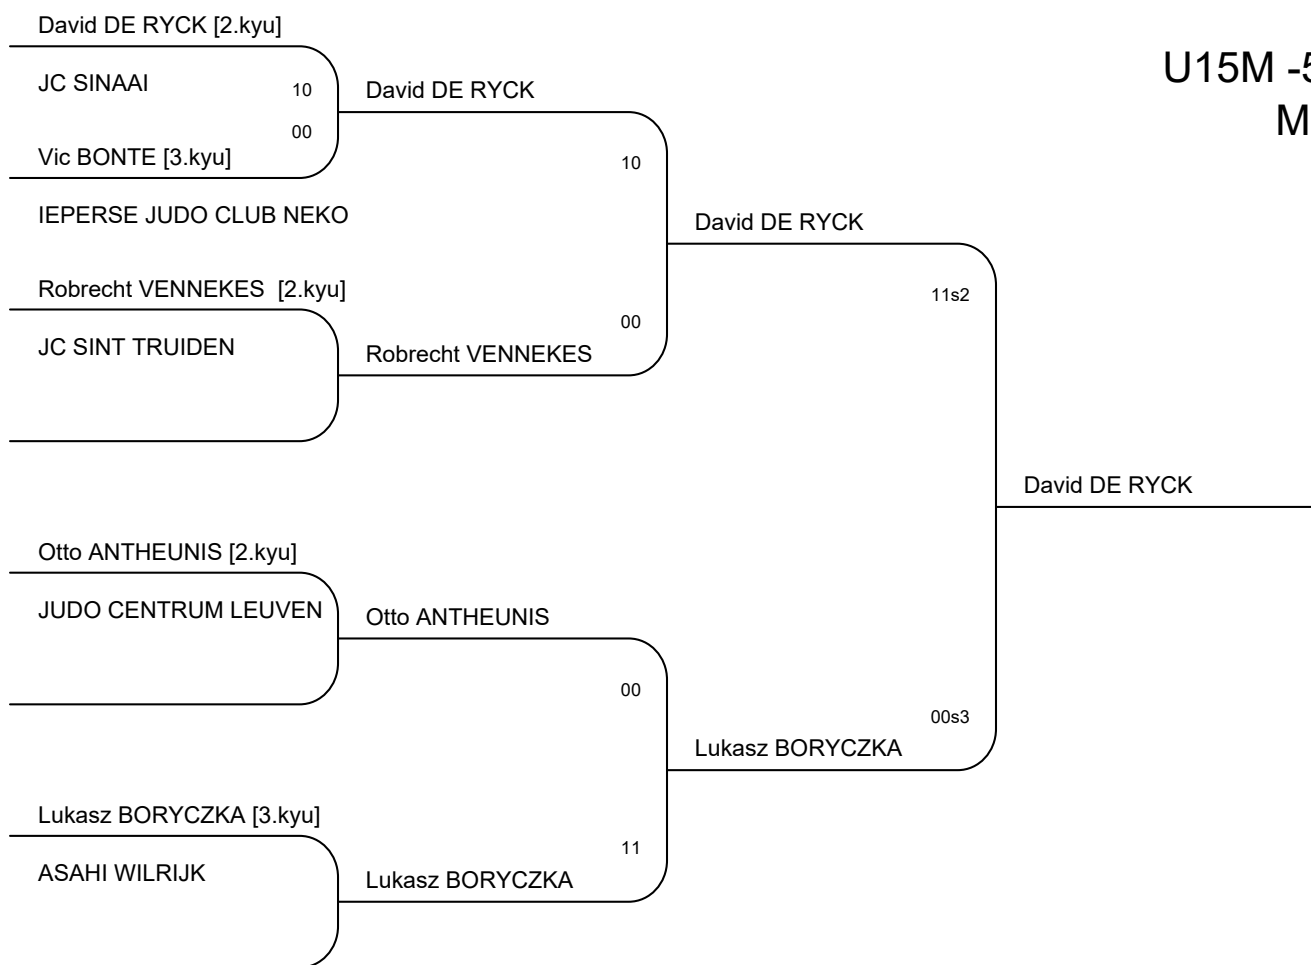 David DE RYCK [2.kyu]
JC SINAAI
10
00
Vic BONTE [3.kyu]
IEPERSE JUDO CLUB NEKO
Robrecht VENNEKES [2.kyu]
JC SINT TRUIDEN
Otto ANTHEUNIS [2.kyu]
JUDO CENTRUM LEUVEN
Lukasz BORYCZKA [3.kyu]
ASAHI WILRIJK
David DE RYCK
10
00
Robrecht VENNEKES
Otto ANTHEUNIS
00
11
Lukasz BORYCZKA
David DE RYCK
11s2
00s3
Lukasz BORYCZKA
David DE RYCK
U15M -5
M